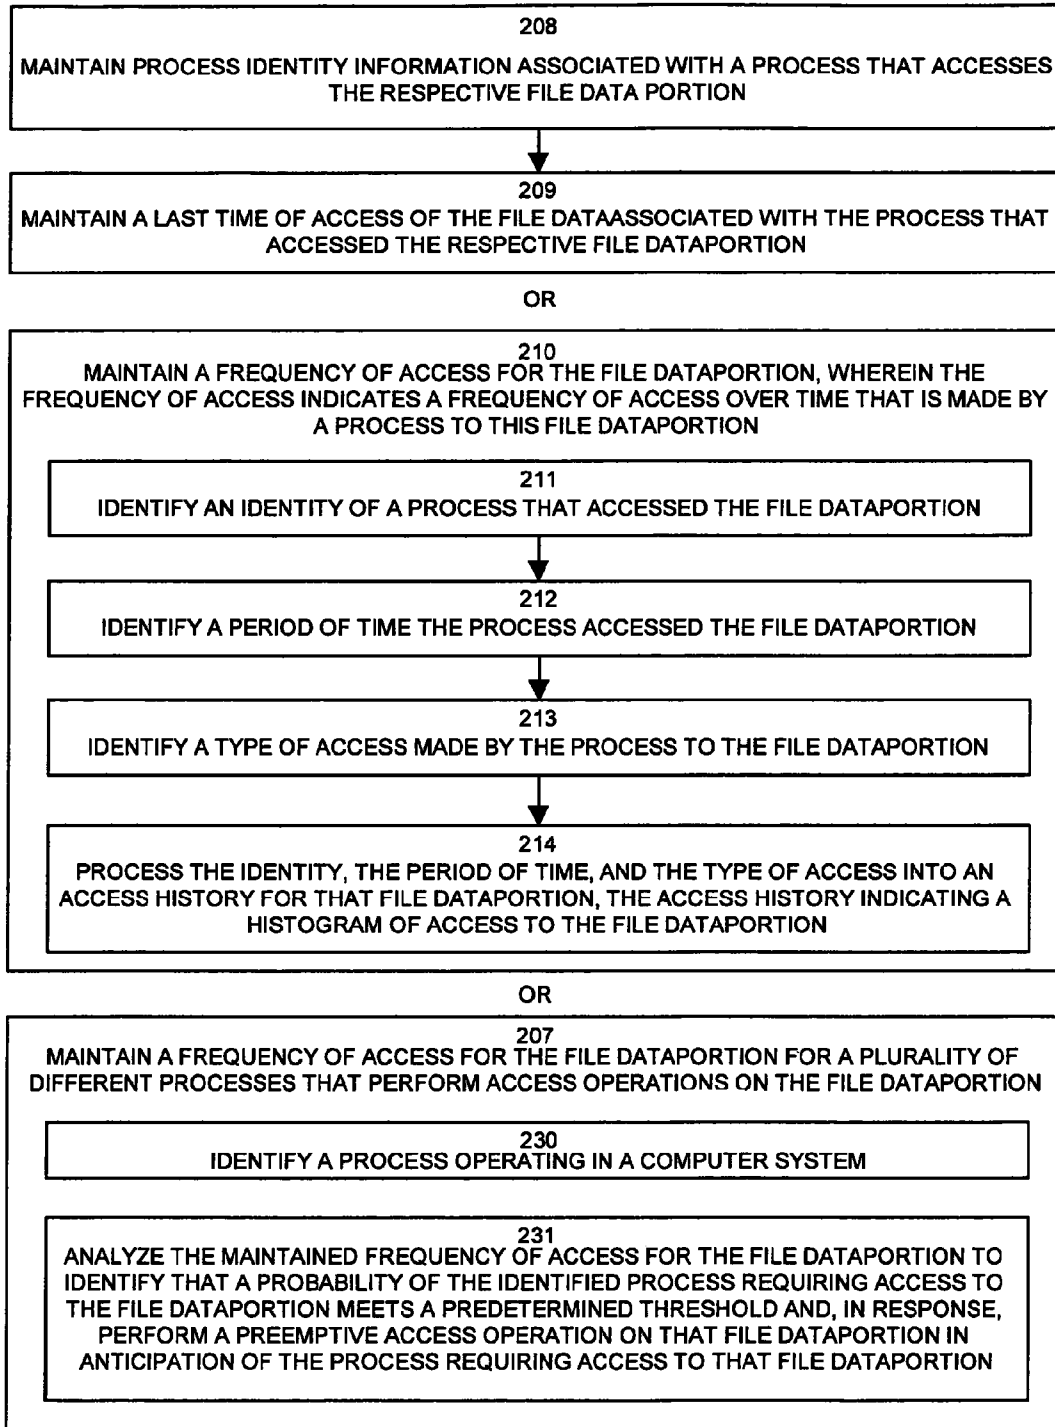 208
MAINTAIN PROCESS IDENTITY INFORMATION ASSOCIATED WITH A PROCESS THAT ACCESSES
THE RESPECTIVE FILE DATA PORTION
209
MAINTAIN A LAST TIME OF ACCESS OF THE FILE DATAASSOCIATED WITH THE PROCESS THAT
ACCESSED THE RESPECTIVE FILE DATAPORTION
OR
210
MAINTAIN A FREQUENCY OF ACCESS FOR THE FILE DATAPORTION, WHEREIN THE
FREQUENCY OF ACCESS INDICATES A FREQUENCY OF ACCESS OVER TIME THAT IS MADE BY
A PROCESS TO THIS FILE DATAPORTION
211
IDENTIFY AN IDENTITY OF A PROCESS THAT ACCESSED THE FILE DATAPORTION
212
IDENTIFY A PERIOD OF TIME THE PROCESS ACCESSED THE FILE DATAPORTION
213
IDENTIFY A TYPE OF ACCESS MADE BY THE PROCESS TO THE FILE DATAPORTION
214
PROCESS THE IDENTITY, THE PERIOD OF TIME, AND THE TYPE OF ACCESS INTO AN
ACCESS HISTORY FOR THAT FILE DATAPORTION, THE ACCESS HISTORY INDICATING A
HISTOGRAM OF ACCESS TO THE FILE DATAPORTION
OR
207
MAINTAIN A FREQUENCY OF ACCESS FOR THE FILE DATAPORTION FOR A PLURALITY OF
DIFFERENT PROCESSES THAT PERFORM ACCESS OPERATIONS ON THE FILE DATAPORTION
230
IDENTIFY A PROCESS OPERATING IN A COMPUTER SYSTEM
231
ANALYZE THE MAINTAINED FREQUENCY OF ACCESS FOR THE FILE DATAPORTION TO
IDENTIFY THAT A PROBABILITY OF THE IDENTIFIED PROCESS REQUIRING ACCESS TO
THE FILE DATAPORTION MEETS A PREDETERMINED THRESHOLD AND, IN RESPONSE,
PERFORM A PREEMPTIVE ACCESS OPERATION ON THAT FILE DATAPORTION IN
ANTICIPATION OF THE PROCESS REQUIRING ACCESS TO THAT FILE DATAPORTION